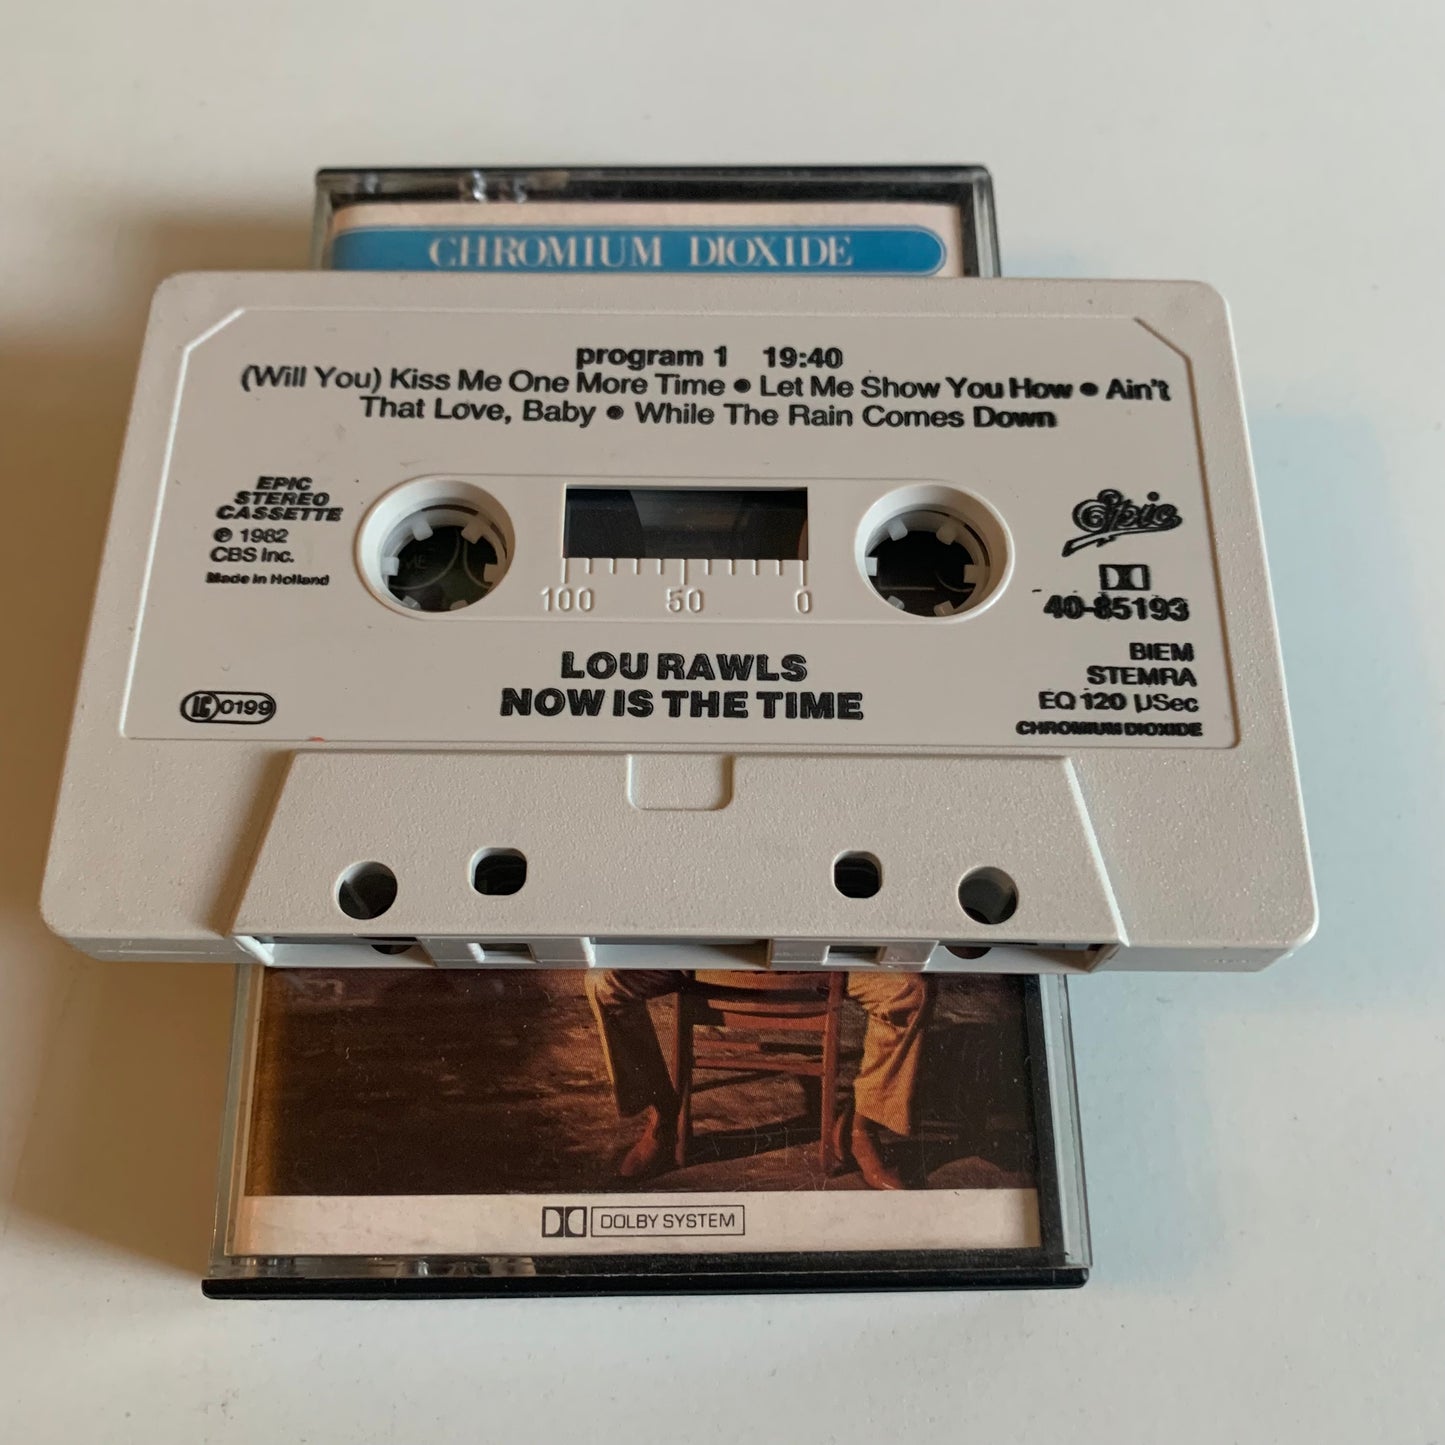 CHROMIUM DIOXIDE
program 1 19:40
(Will You) Kiss Me One More Time • Let Me Show You How • Ain't
That Love, Baby • While The Rain Comes Down
EPIC
STEREO
CASSETTE
℗ 1982
CBS Inc.
Made in Holland
100 50 0
Epic
40-85193
BIEM
STEMRA
EQ 120 µSec
CHROMIUM DIOXIDE
LOU RAWLS
NOW IS THE TIME
LC 0199
DOLBY SYSTEM